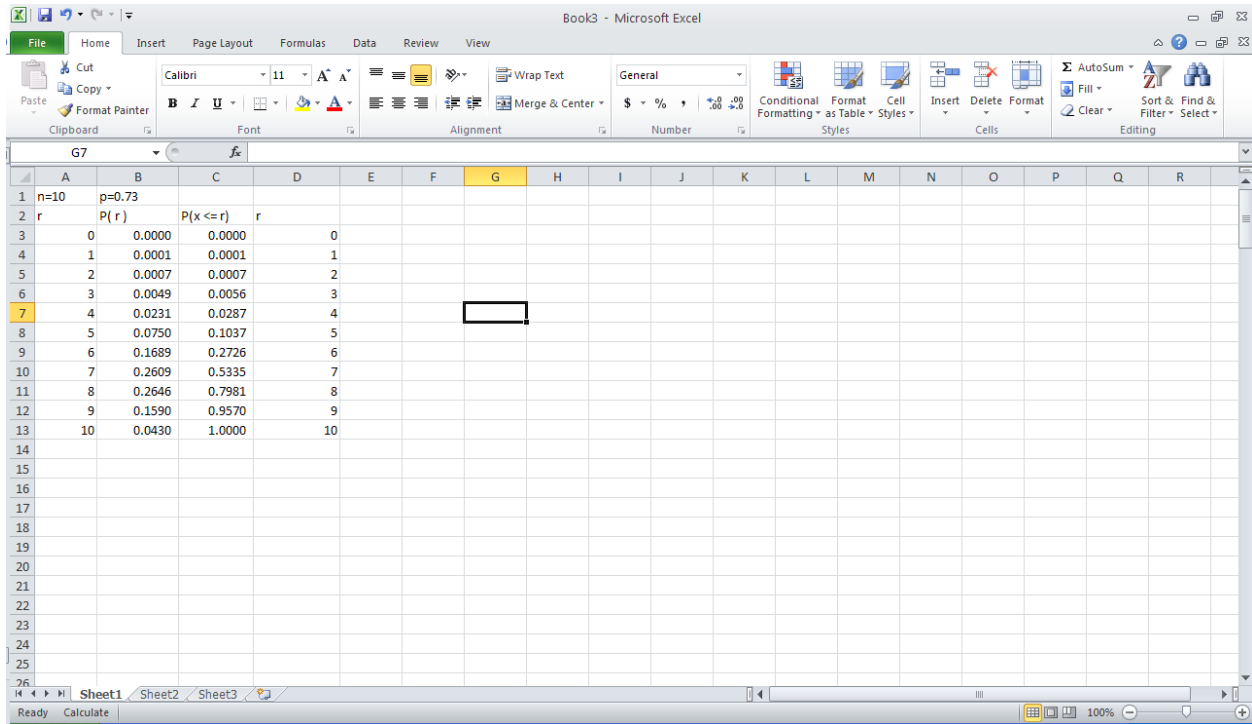 Book3 - Microsoft Excel
File Home Insert Page Layout Formulas Data Review View
Cut
Copy
Format Painter
Paste
Clipboard
Calibri 11 A A
B I U A
Font
Wrap Text
Merge & Center
Alignment
General
$ % , .00 .00
Number
Conditional Formatting
Format as Table
Cell Styles
Styles
Insert Delete Format
Cells
Σ AutoSum
Fill
Clear
Sort & Filter
Find & Select
Editing
G7 fx
A B C D E F G H I J K L M N O P Q R
1 n=10 p=0.73
2 r P( r ) P(x <= r) r
3 0 0.0000 0.0000 0
4 1 0.0001 0.0001 1
5 2 0.0007 0.0007 2
6 3 0.0049 0.0056 3
7 4 0.0231 0.0287 4
8 5 0.0750 0.1037 5
9 6 0.1689 0.2726 6
10 7 0.2609 0.5335 7
11 8 0.2646 0.7981 8
12 9 0.1590 0.9570 9
13 10 0.0430 1.0000 10
14
15
16
17
18
19
20
21
22
23
24
25
26
Sheet1 Sheet2 Sheet3
Ready Calculate 100%